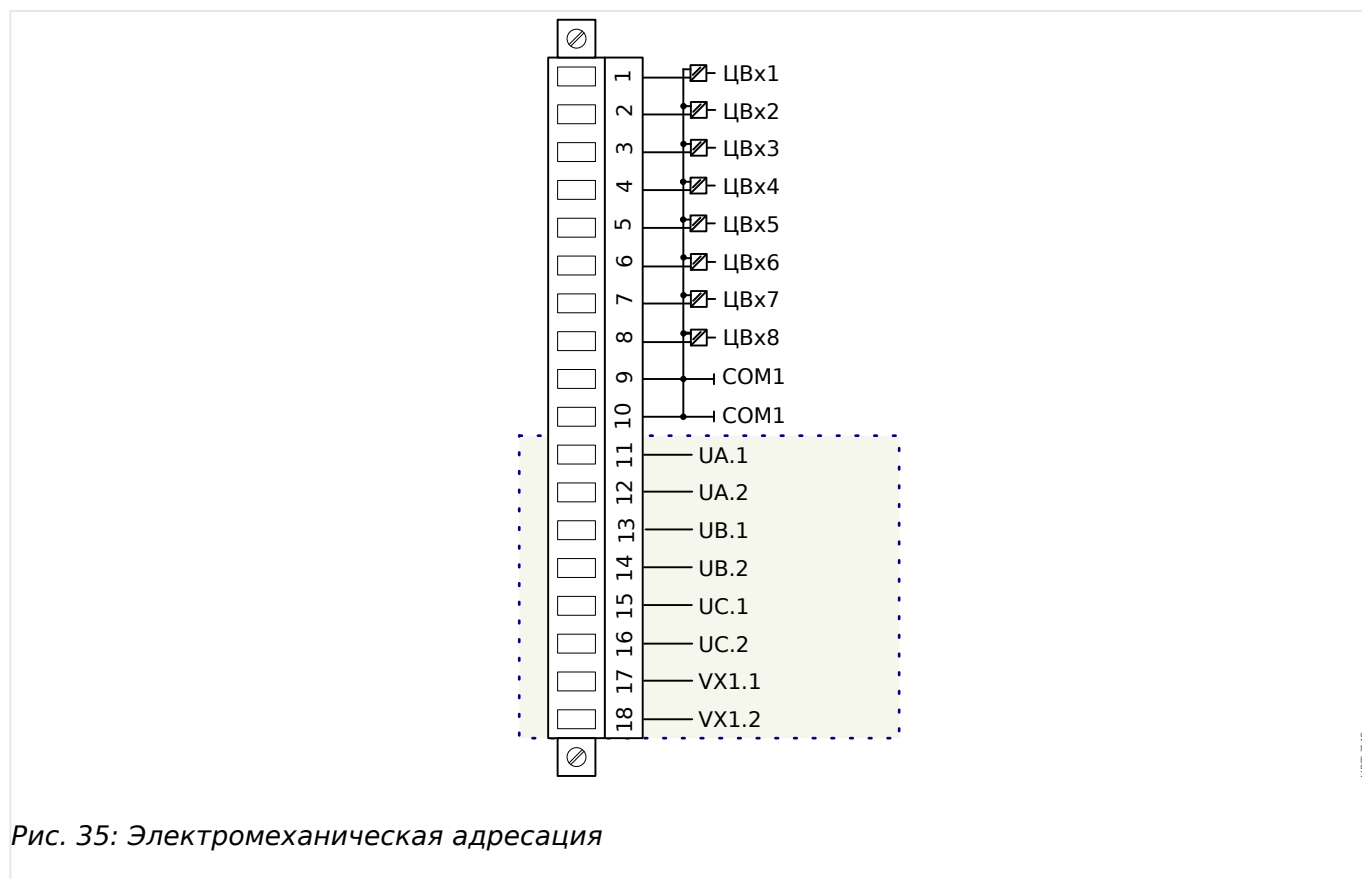 1 ЦВх1
2 ЦВх2
3 ЦВх3
4 ЦВх4
5 ЦВх5
6 ЦВх6
7 ЦВх7
8 ЦВх8
9 COM1
10 COM1
11 UA.1
12 UA.2
13 UB.1
14 UB.2
15 UC.1
16 UC.2
17 VX1.1
18 VX1.2
Рис. 35: Электромеханическая адресация